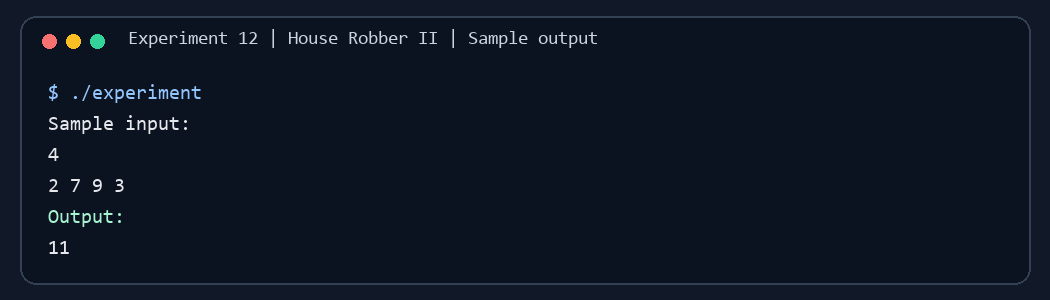 Experiment 12 | House Robber II | Sample output
$ ./experiment
Sample input:
4
2 7 9 3
Output:
11